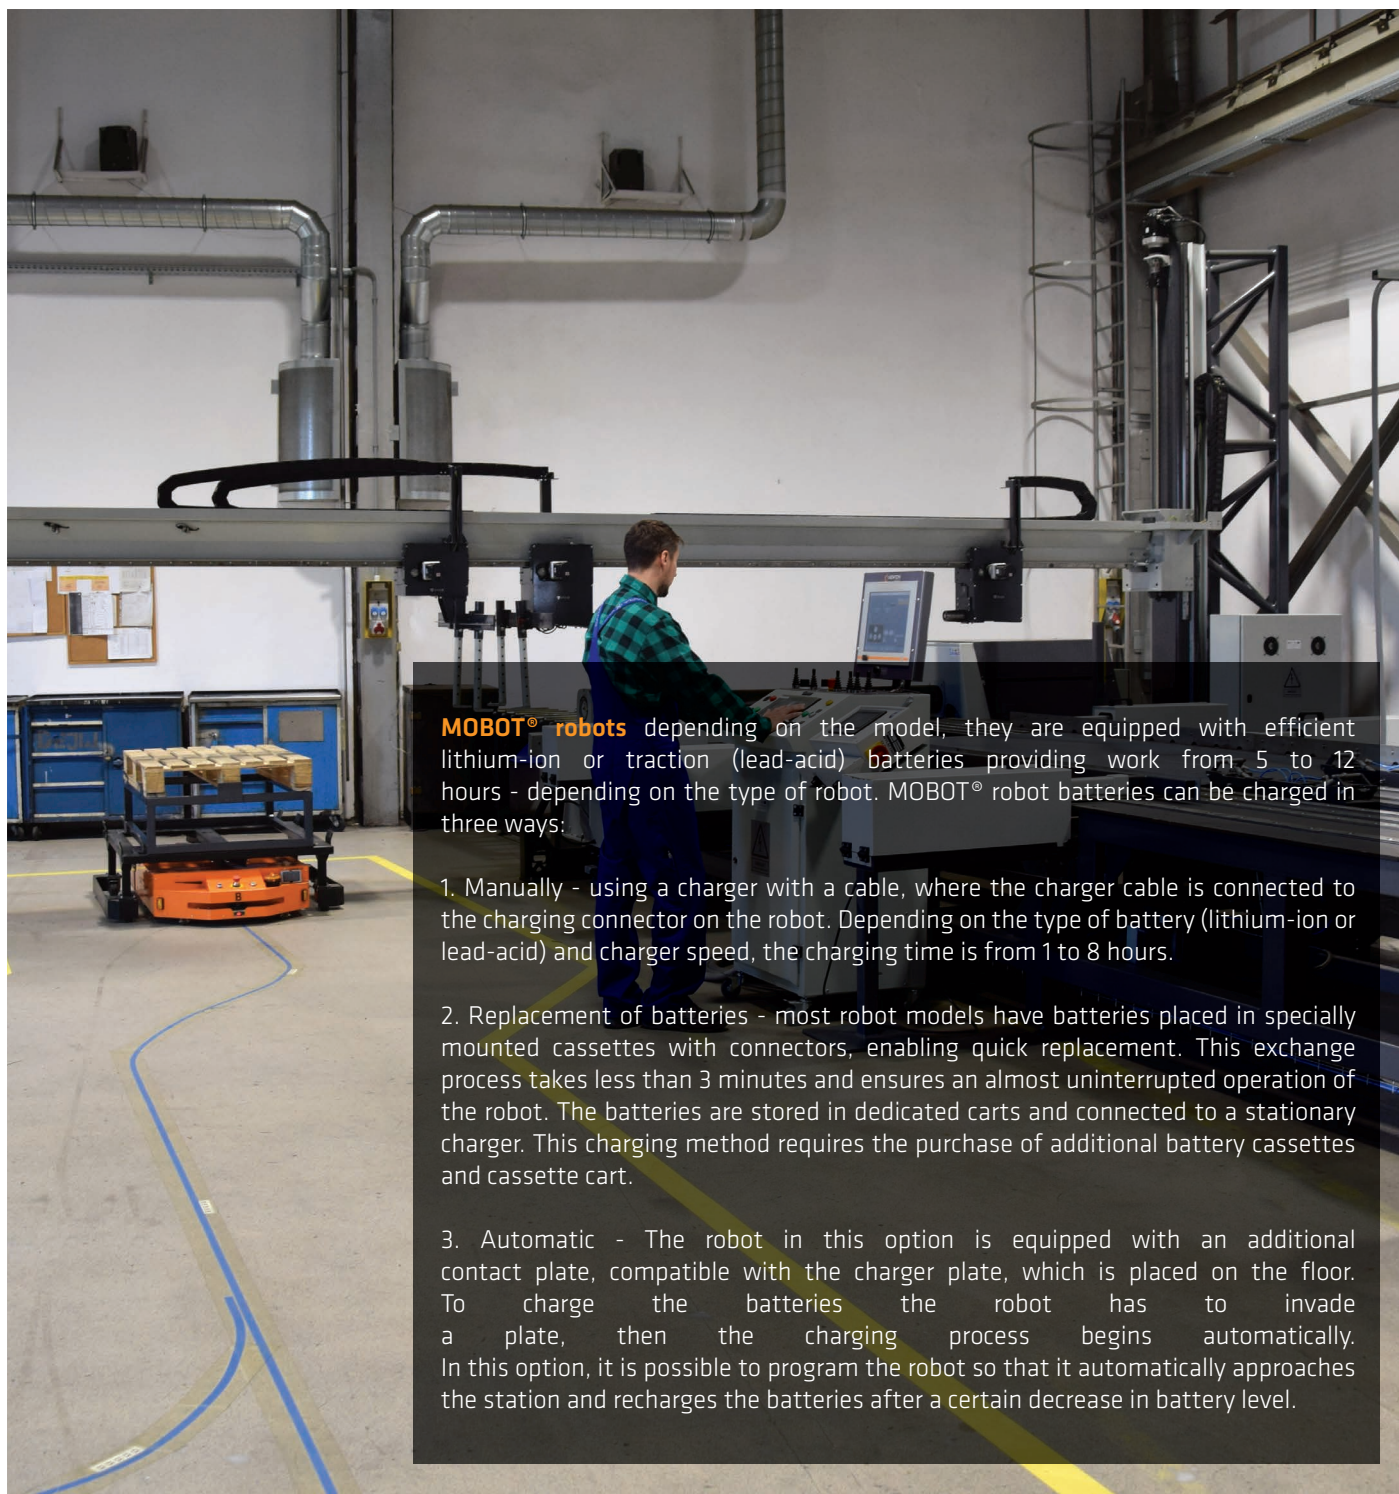 MOBOT® robots depending on the model, they are equipped with efficient
lithium-ion or traction (lead-acid) batteries providing work from 5 to 12
hours - depending on the type of robot. MOBOT® robot batteries can be charged in
three ways:
1. Manually - using a charger with a cable, where the charger cable is connected to
the charging connector on the robot. Depending on the type of battery (lithium-ion or
lead-acid) and charger speed, the charging time is from 1 to 8 hours.
2. Replacement of batteries - most robot models have batteries placed in specially
mounted cassettes with connectors, enabling quick replacement. This exchange
process takes less than 3 minutes and ensures an almost uninterrupted operation of
the robot. The batteries are stored in dedicated carts and connected to a stationary
charger. This charging method requires the purchase of additional battery cassettes
and cassette cart.
3. Automatic - The robot in this option is equipped with an additional
contact plate, compatible with the charger plate, which is placed on the floor.
To charge the batteries the robot has to invade
a plate, then the charging process begins automatically.
In this option, it is possible to program the robot so that it automatically approaches
the station and recharges the batteries after a certain decrease in battery level.